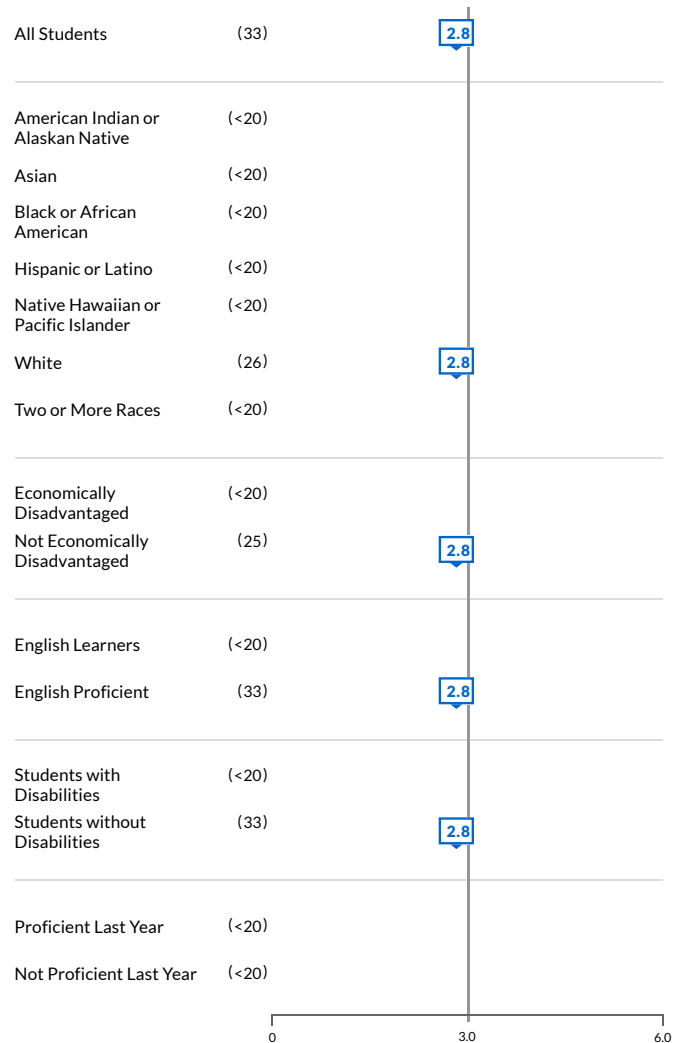 All Students (33) 2.8
American Indian or (<20)
Alaskan Native
Asian (<20)
Black or African (<20)
American
Hispanic or Latino (<20)
Native Hawaiian or (<20)
Pacific Islander
White (26) 2.8
Two or More Races (<20)
Economically (<20)
Disadvantaged
Not Economically (25) 2.8
Disadvantaged
English Learners (<20)
English Proficient (33) 2.8
Students with (<20)
Disabilities
Students without (33) 2.8
Disabilities
Proficient Last Year (<20)
Not Proficient Last Year (<20)
0 3.0 6.0